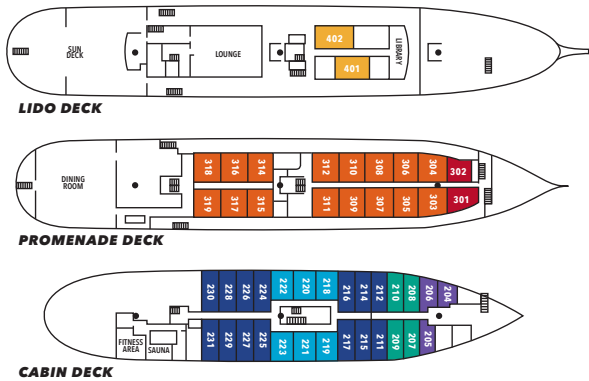 402
SUN
DECK
LOUNGE
LIBRARY
401
LIDO DECK
318 316 314 312 310 308 306 304 302
DINING
ROOM
319 317 315 311 309 307 305 303 301
PROMENADE DECK
230 228 226 224 222 220 218 216 214 212 210 208 206 204
FITNESS
AREA
SAUNA
231 229 227 225 223 221 219 217 215 211 209 207 205
CABIN DECK